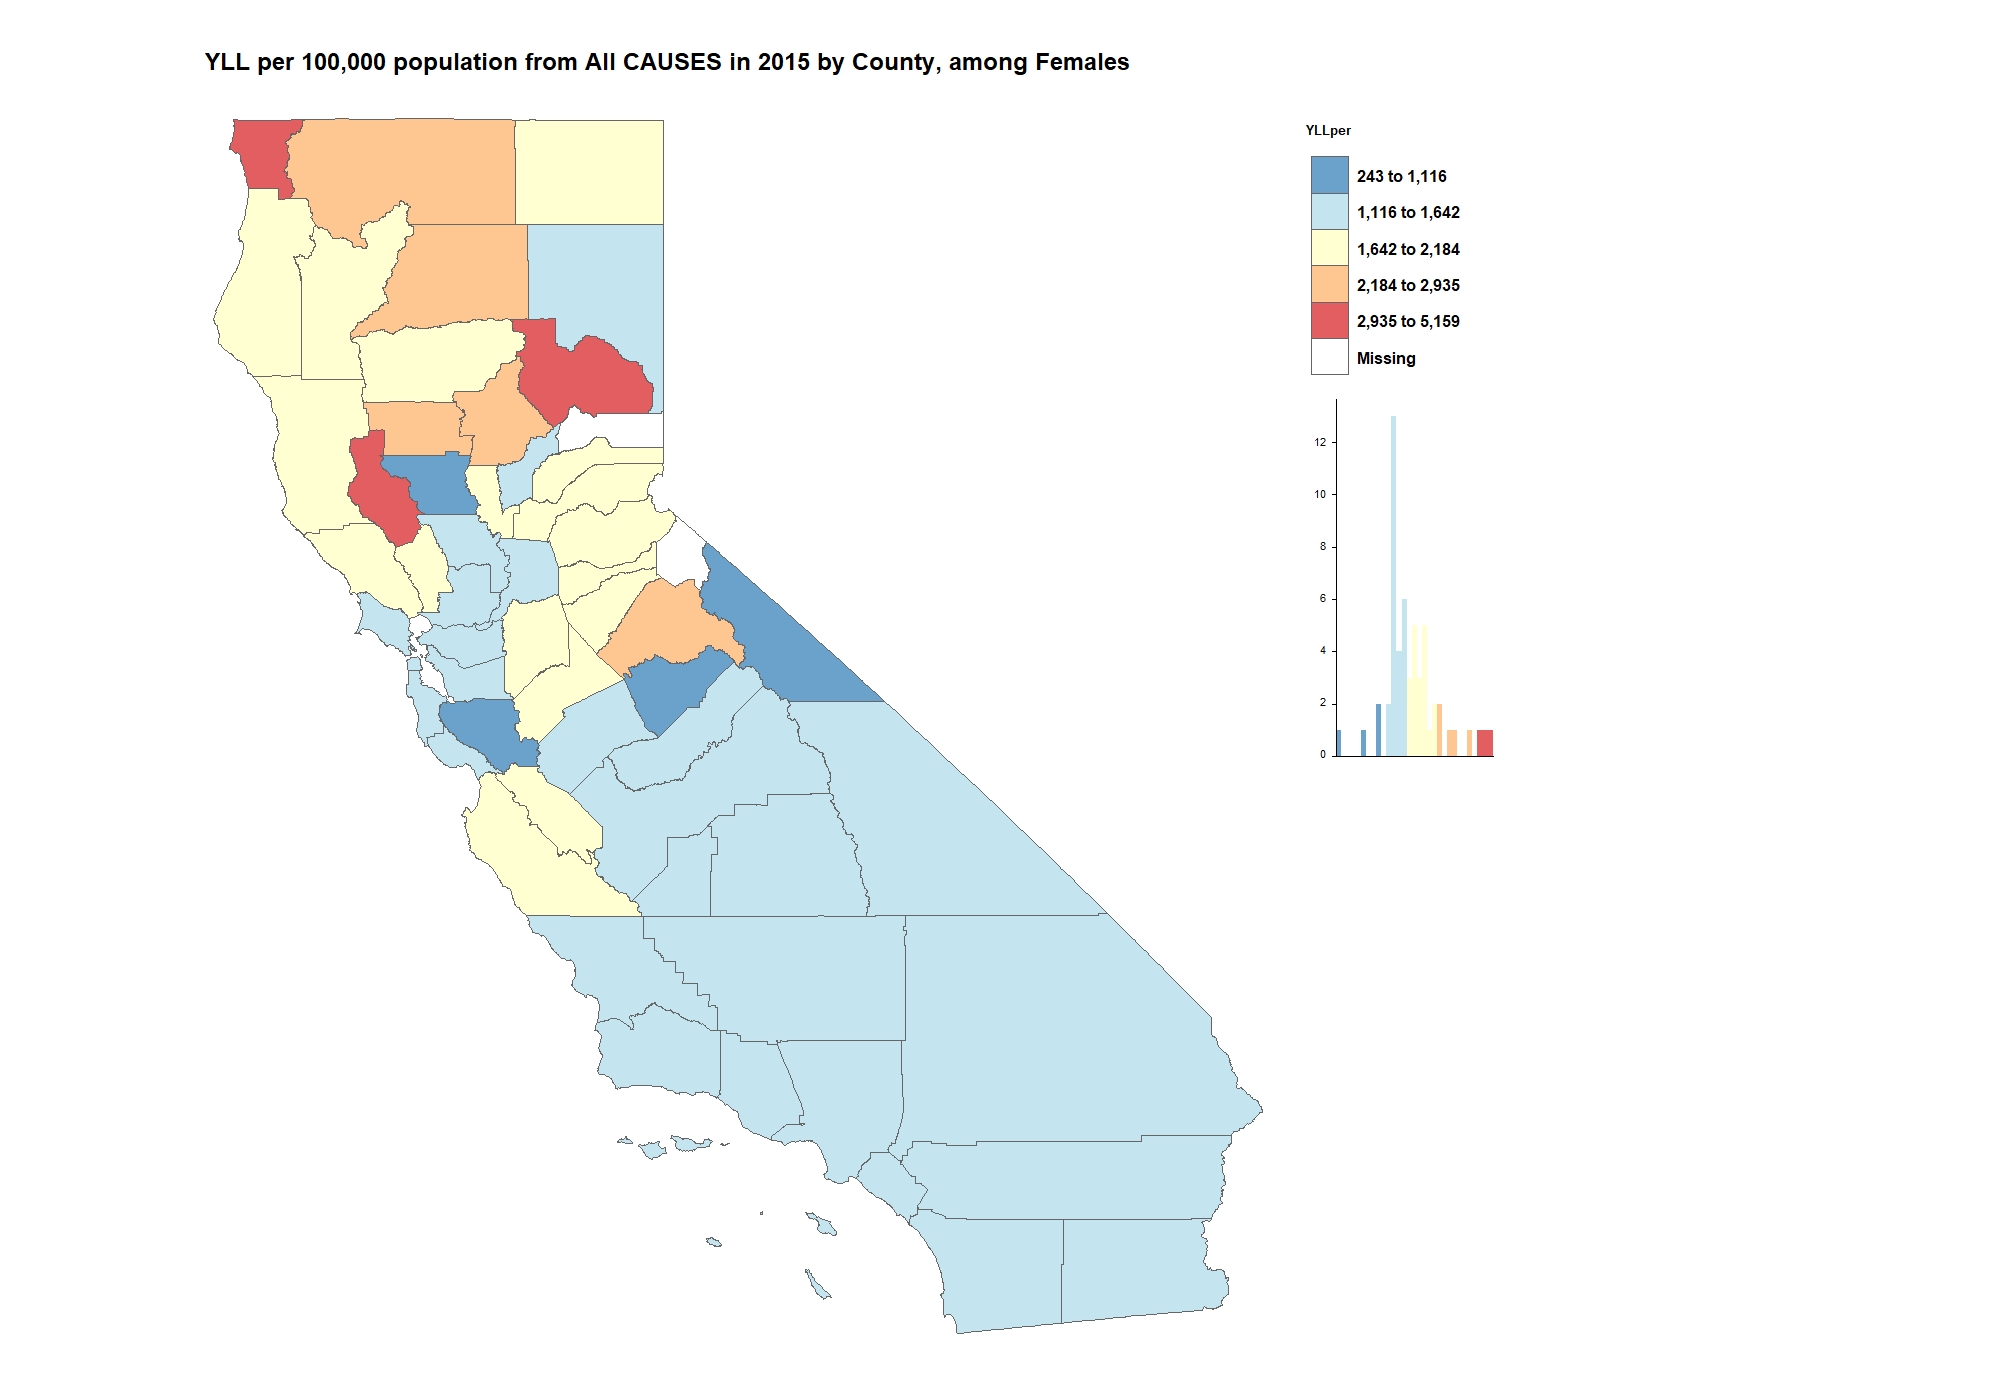 YLL per 100,000 population from All CAUSES in 2015 by County, among Females
YLLper
243 to 1,116
1,116 to 1,642
1,642 to 2,184
2,184 to 2,935
2,935 to 5,159
Missing
12
10
8
6
4
2
0